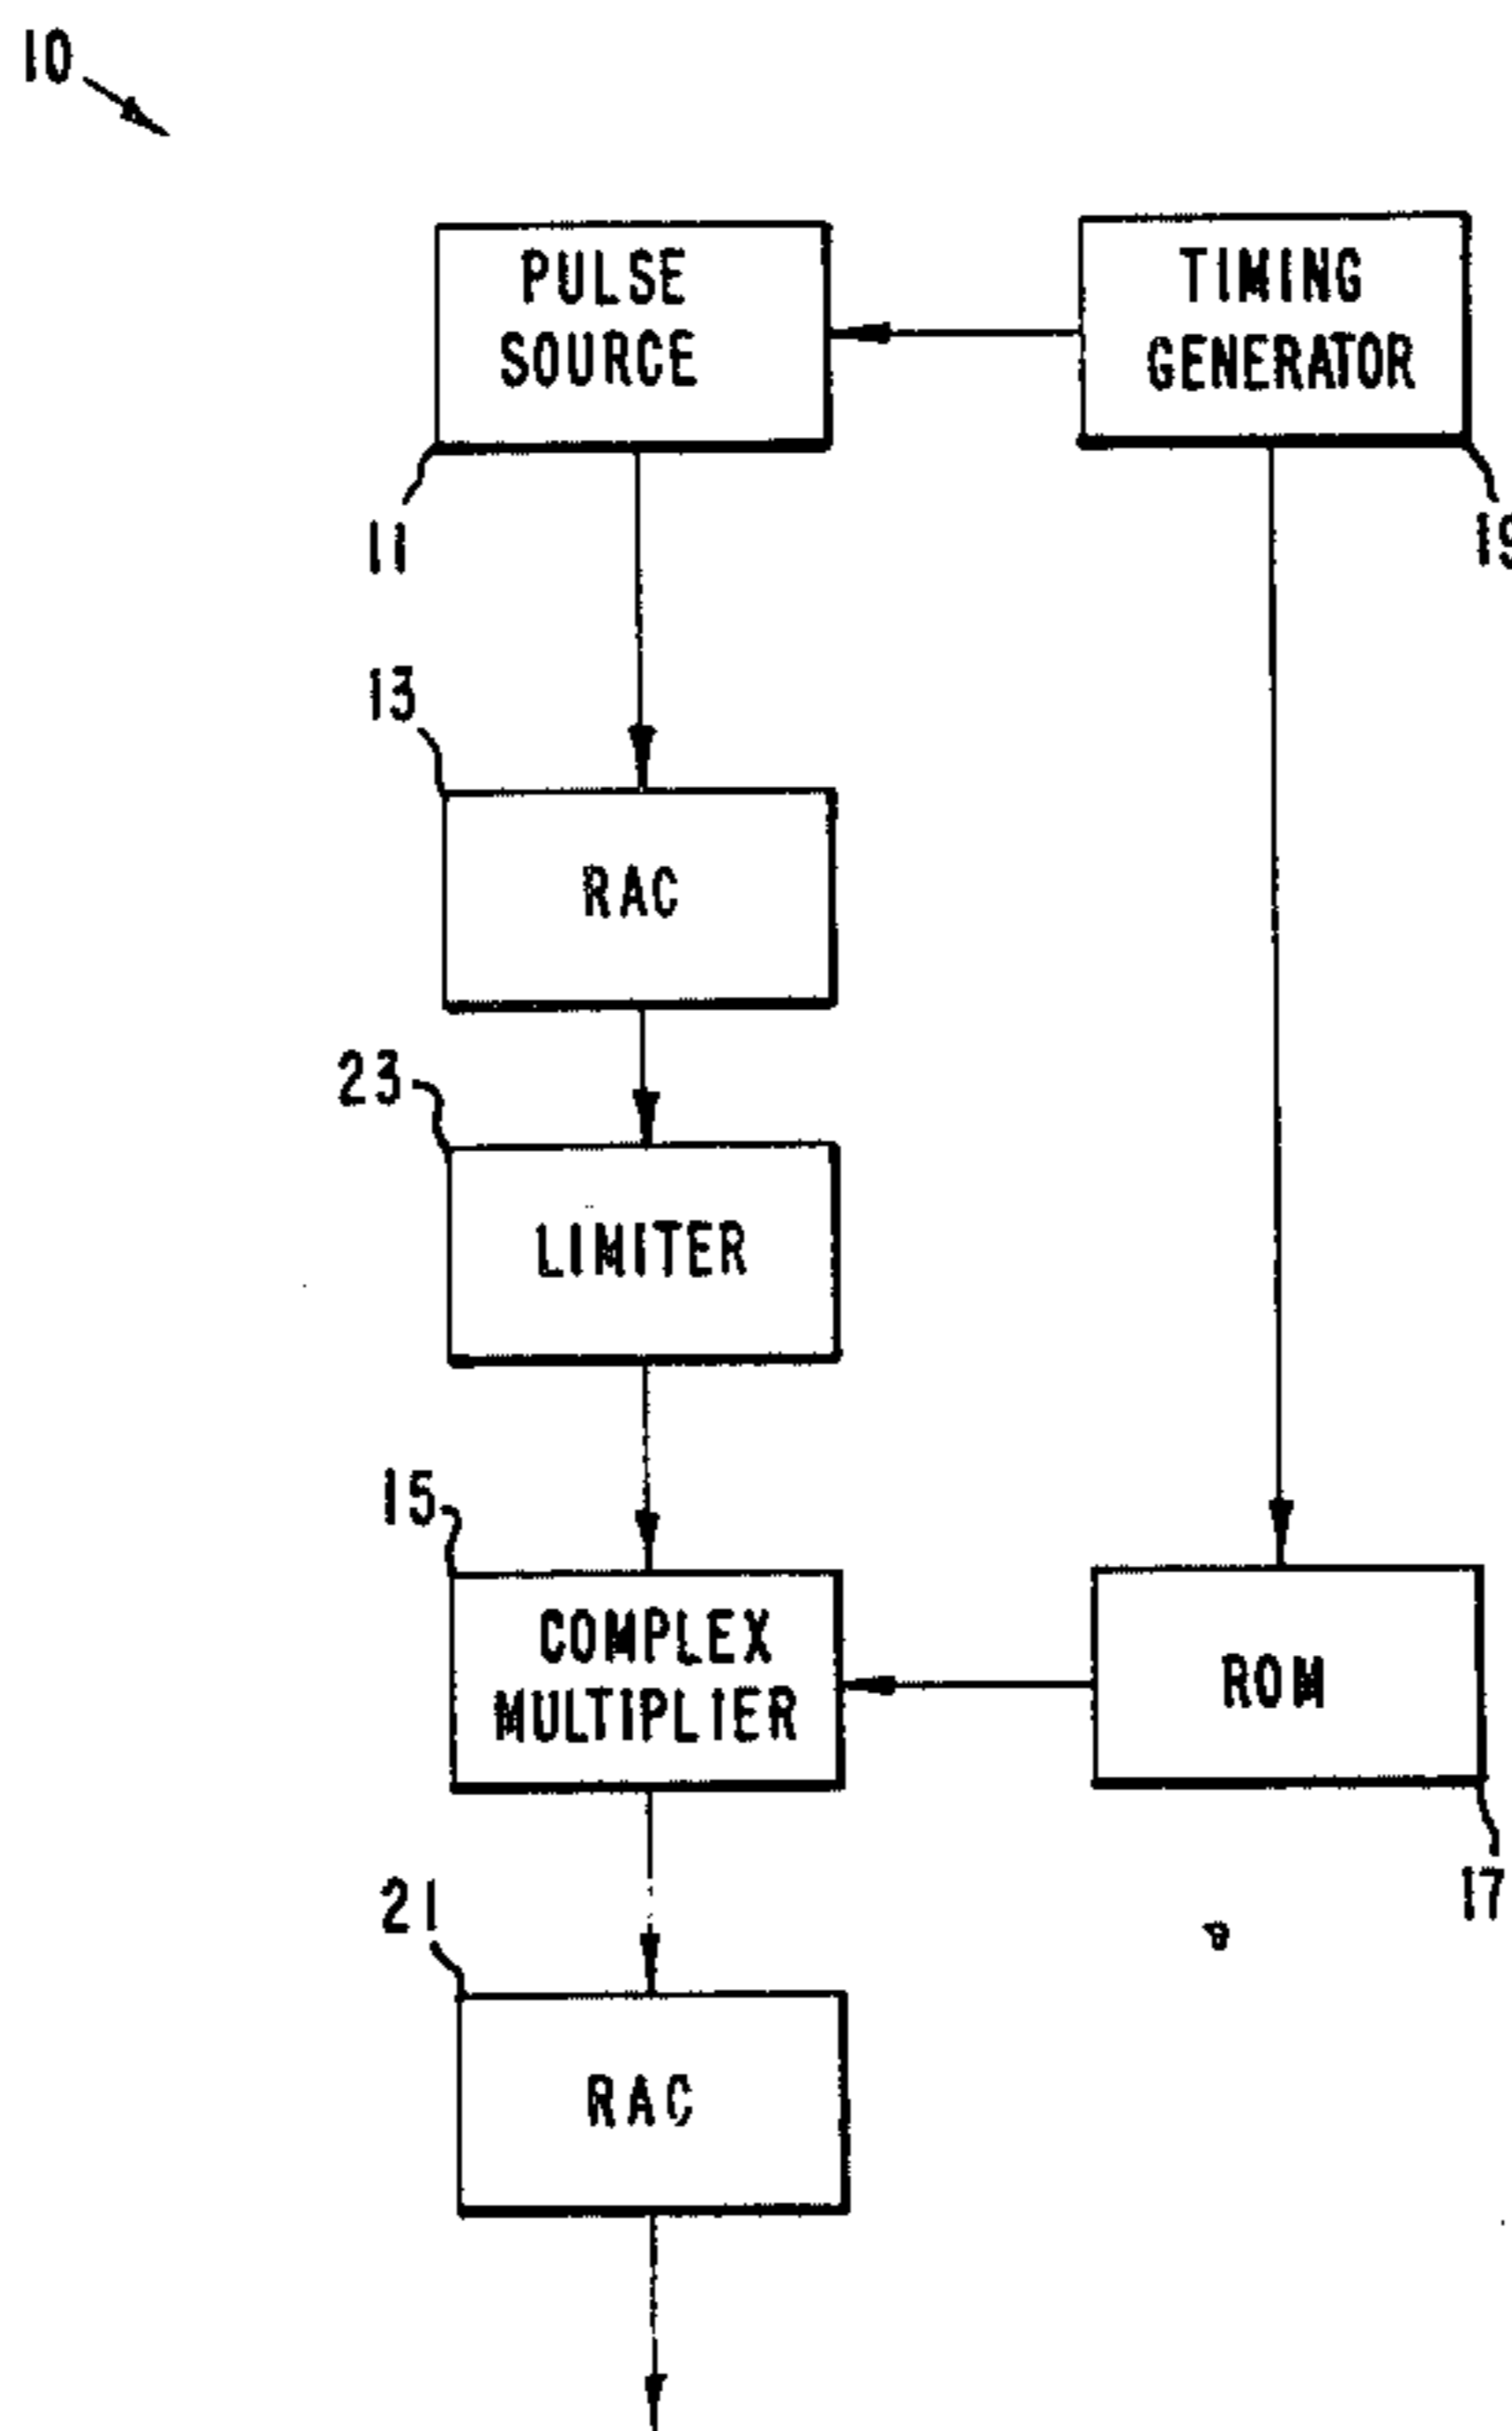 10
PULSE
SOURCE
TIMING
GENERATOR
11
19
13
RAC
23
LIMITER
15
COMPLEX
MULTIPLIER
ROM
17
21
RAC